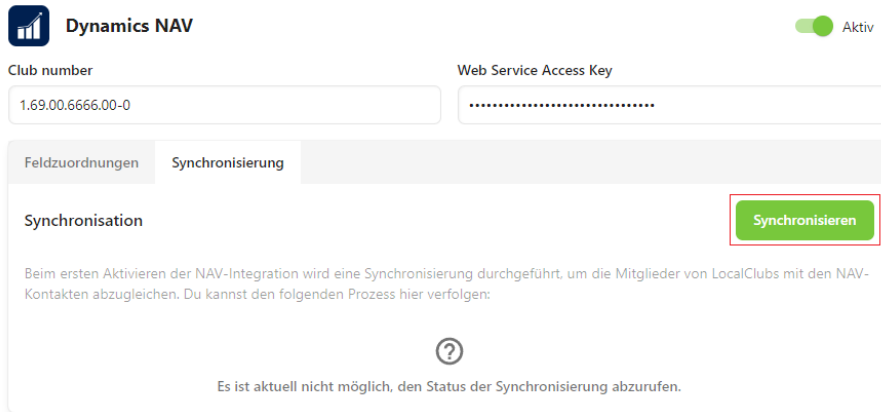 Dynamics NAV
Aktiv
Club number
Web Service Access Key
1.69.00.6666.00-0
••••••••••••••••••••••••••••••••
Feldzuordnungen
Synchronisierung
Synchronisation
Synchronisieren
Beim ersten Aktivieren der NAV-Integration wird eine Synchronisierung durchgeführt, um die Mitglieder von LocalClubs mit den NAV-
Kontakten abzugleichen. Du kannst den folgenden Prozess hier verfolgen:
Es ist aktuell nicht möglich, den Status der Synchronisierung abzurufen.